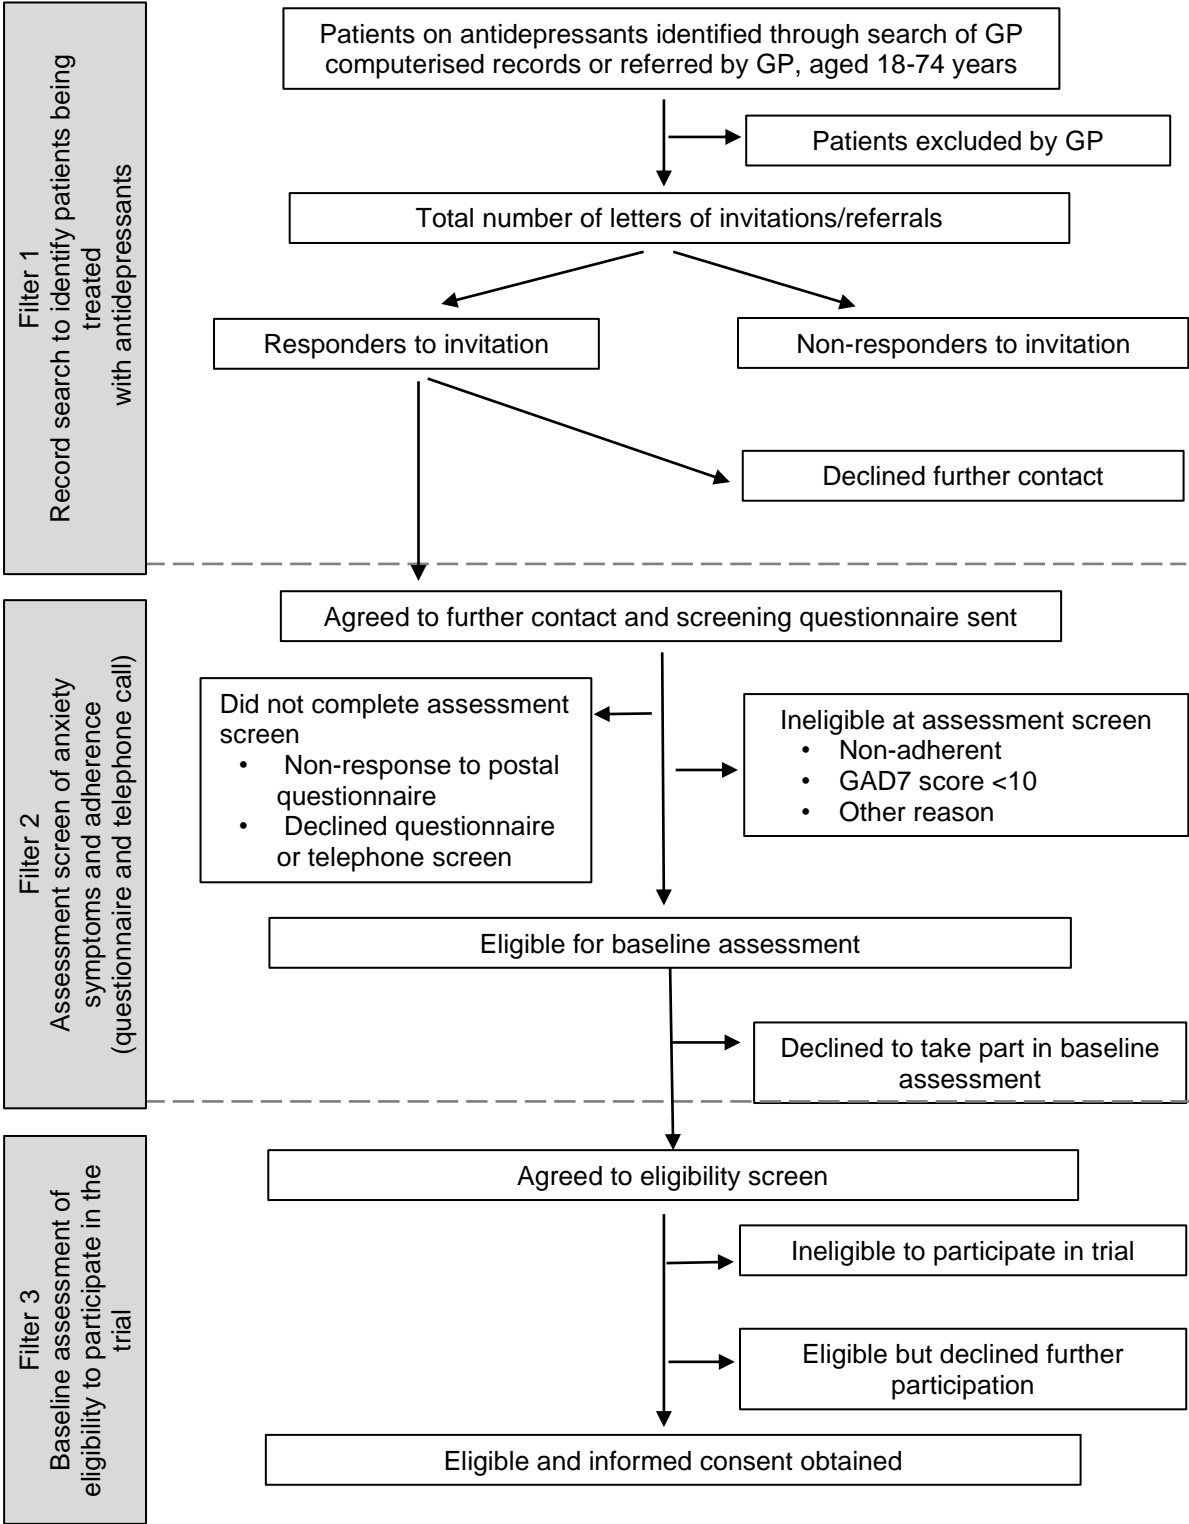 Filter 1
Record search to identify patients being
treated
with antidepressants
Patients on antidepressants identified through search of GP
computerised records or referred by GP, aged 18-74 years
Patients excluded by GP
Total number of letters of invitations/referrals
Responders to invitation
Non-responders to invitation
Declined further contact
Filter 2
Assessment screen of anxiety
symptoms and adherence
(questionnaire and telephone call)
Agreed to further contact and screening questionnaire sent
Did not complete assessment
screen
• Non-response to postal
questionnaire
• Declined questionnaire
or telephone screen
Ineligible at assessment screen
• Non-adherent
• GAD7 score <10
• Other reason
Eligible for baseline assessment
Declined to take part in baseline
assessment
Filter 3
Baseline assessment of
eligibility to participate in the
trial
Agreed to eligibility screen
Ineligible to participate in trial
Eligible but declined further
participation
Eligible and informed consent obtained